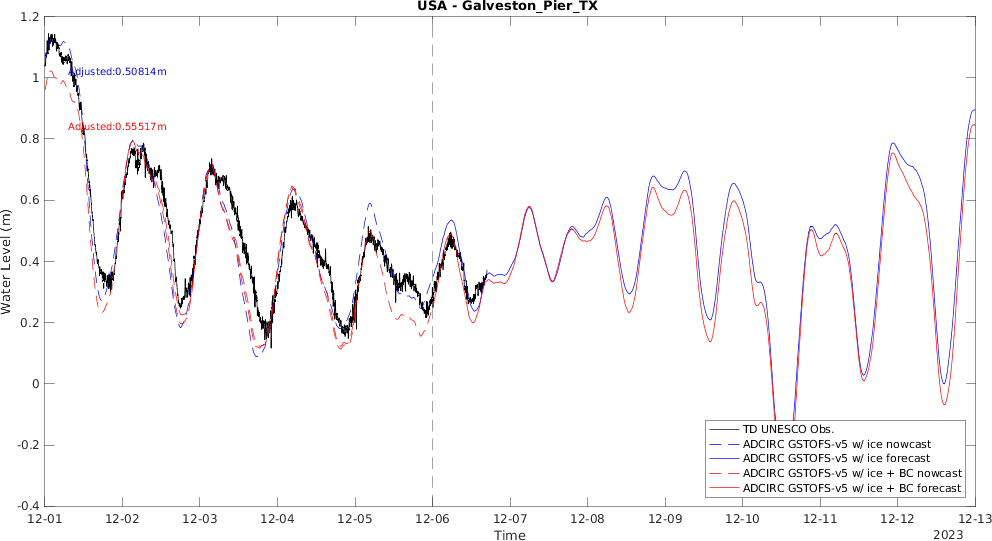 USA - Galveston_Pier_TX
1.2
1
0.8
0.6
0.4
0.2
0
-0.2
-0.4
Water Level (m)
Adjusted:0.50814m
Adjusted:0.55517m
TD UNESCO Obs.
ADCIRC GSTOFS-v5 w/ ice nowcast
ADCIRC GSTOFS-v5 w/ ice forecast
ADCIRC GSTOFS-v5 w/ ice + BC nowcast
ADCIRC GSTOFS-v5 w/ ice + BC forecast
12-01 12-02 12-03 12-04 12-05 12-06 12-07 12-08 12-09 12-10 12-11 12-12 12-13
Time
2023